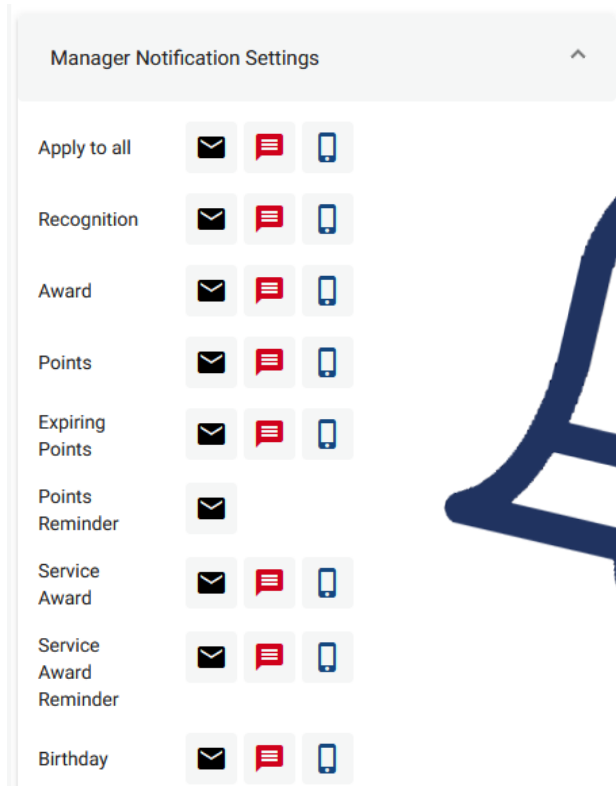 Manager Notification Settings
Apply to all
Recognition
Award
Points
Expiring
Points
Points
Reminder
Service
Award
Service
Award
Reminder
Birthday